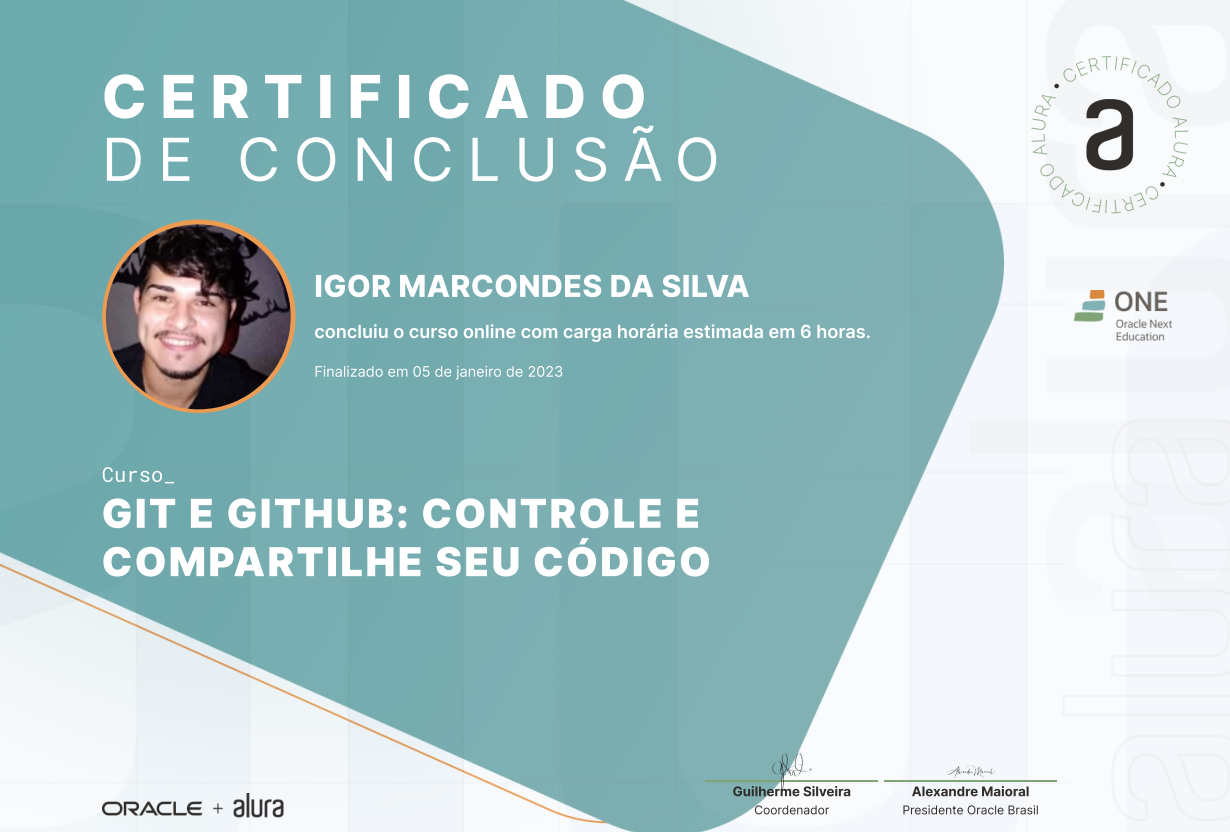 CERTIFICADO
DE CONCLUSÃO
CERTIFICADO ALURA • CERTIFICADO ALURA •
a
IGOR MARCONDES DA SILVA
concluiu o curso online com carga horária estimada em 6 horas.
Finalizado em 05 de janeiro de 2023
ONE
Oracle Next
Education
Curso_
GIT E GITHUB: CONTROLE E
COMPARTILHE SEU CÓDIGO
Guilherme Silveira
Coordenador
Alexandre Maioral
Presidente Oracle Brasil
ORACLE + alura
alura